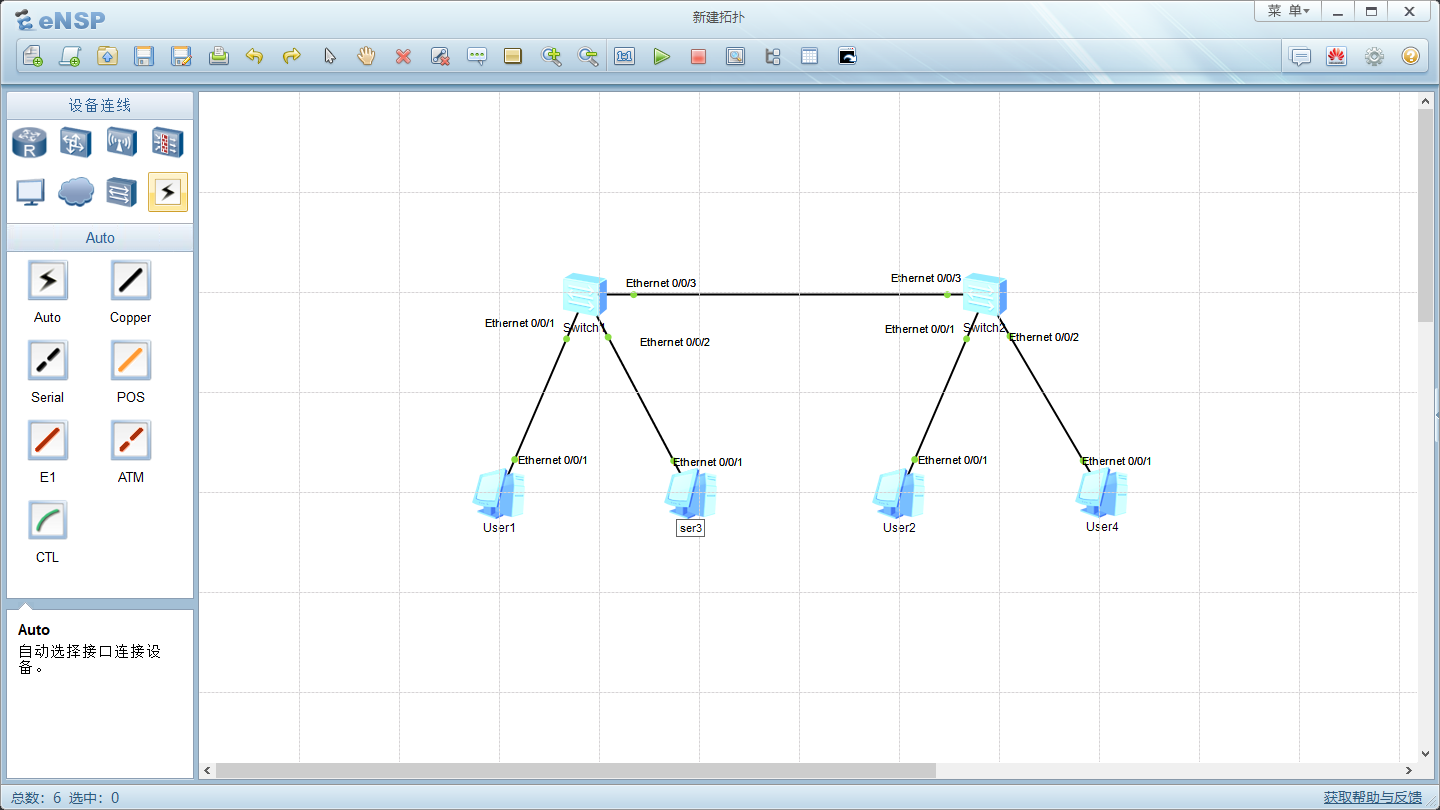 eNSP
新建拓扑
菜 单
1:1
设备连线
R
Auto
Auto
Copper
Serial
POS
E1
ATM
CTL
Auto
自动选择接口连接设
备。
Ethernet 0/0/3
Ethernet 0/0/3
Ethernet 0/0/1
Switch1
Ethernet 0/0/2
Ethernet 0/0/1
Switch2
Ethernet 0/0/2
Ethernet 0/0/1
Ethernet 0/0/1
Ethernet 0/0/1
Ethernet 0/0/1
User1
ser3
User2
User4
总数: 6 选中: 0
获取帮助与反馈